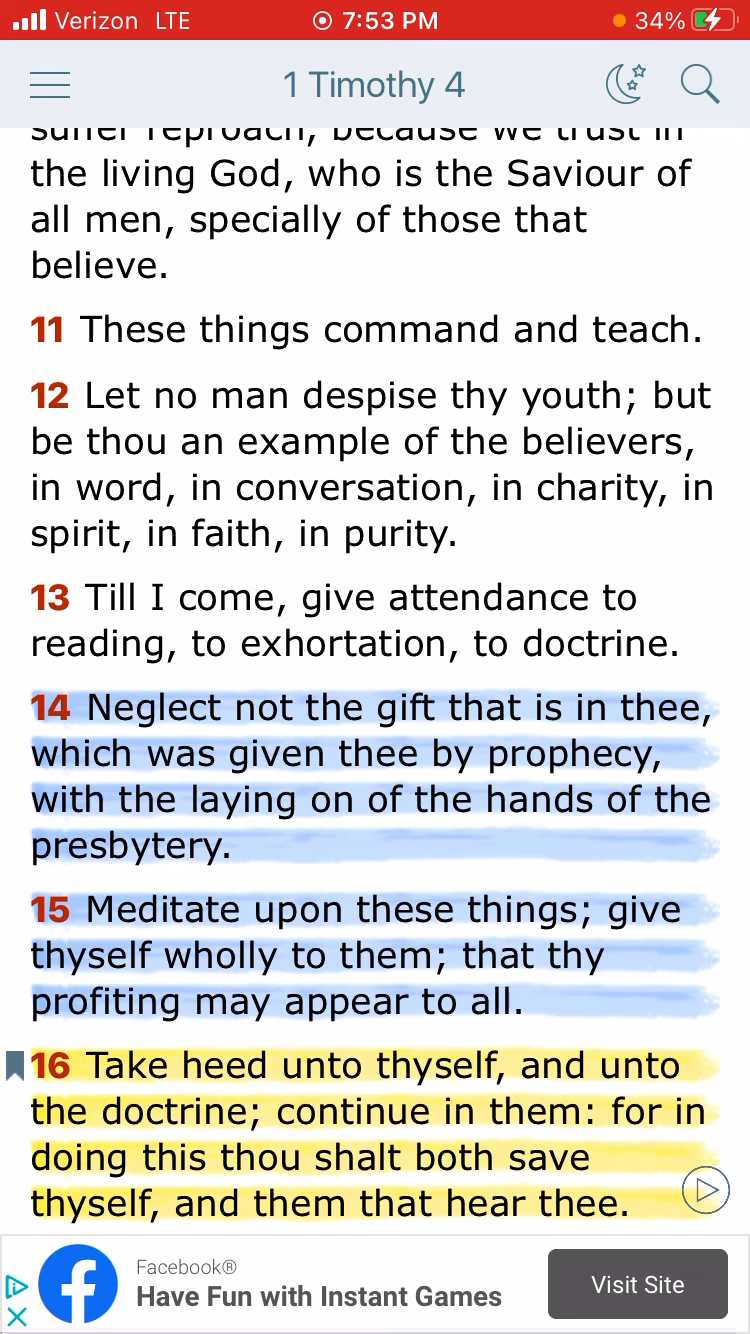 Verizon LTE 7:53 PM 34%
1 Timothy 4
suffer reproach, because we trust in
the living God, who is the Saviour of
all men, specially of those that
believe.
11 These things command and teach.
12 Let no man despise thy youth; but
be thou an example of the believers,
in word, in conversation, in charity, in
spirit, in faith, in purity.
13 Till I come, give attendance to
reading, to exhortation, to doctrine.
14 Neglect not the gift that is in thee,
which was given thee by prophecy,
with the laying on of the hands of the
presbytery.
15 Meditate upon these things; give
thyself wholly to them; that thy
profiting may appear to all.
16 Take heed unto thyself, and unto
the doctrine; continue in them: for in
doing this thou shalt both save
thyself, and them that hear thee.
Facebook®
Have Fun with Instant Games
Visit Site